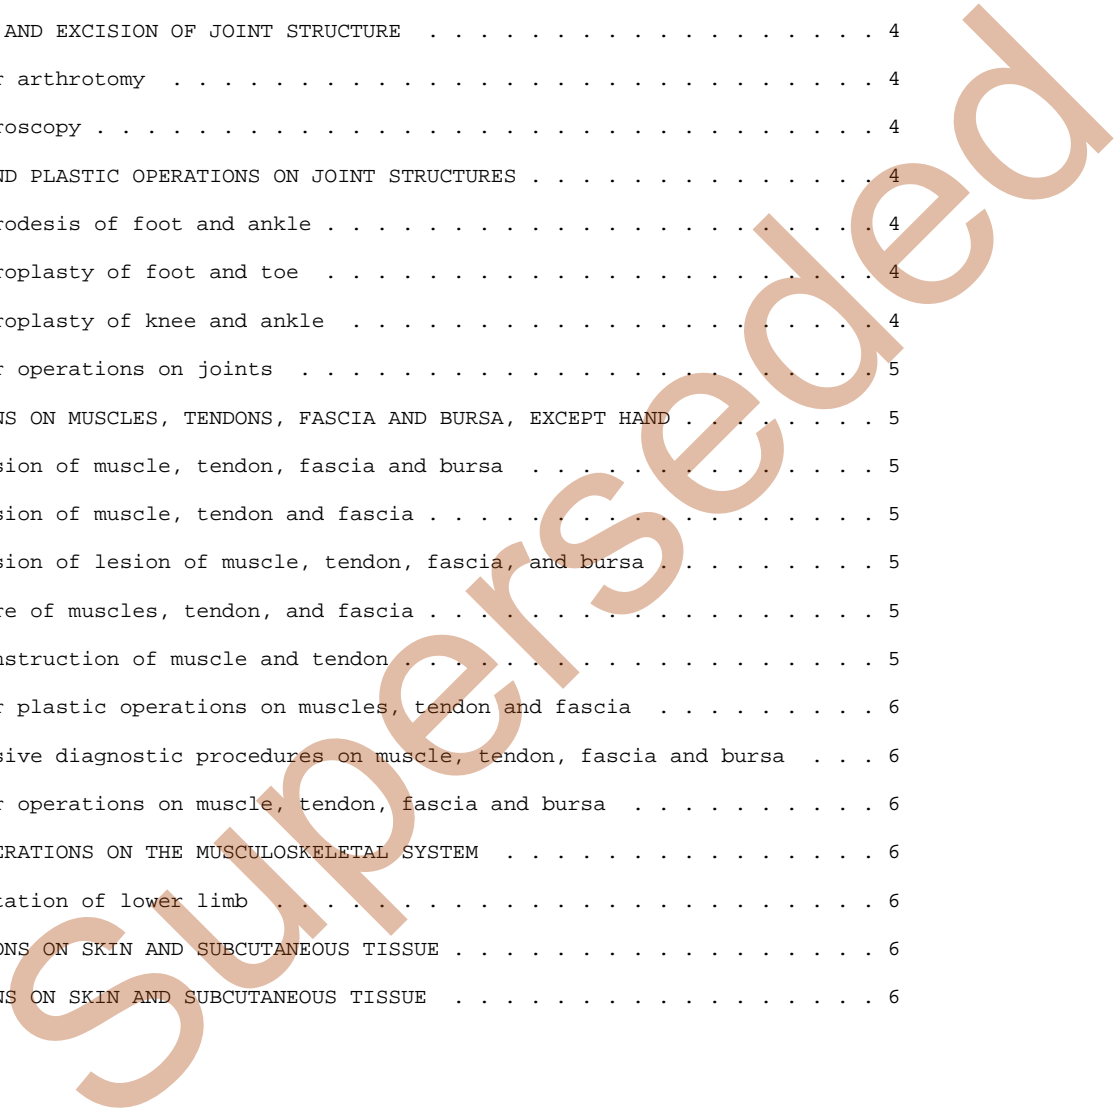 AND EXCISION OF JOINT STRUCTURE . . . . . . . . . . . . . . . . . . 4
r arthrotomy . . . . . . . . . . . . . . . . . . . . . . . . . . . . 4
roscopy . . . . . . . . . . . . . . . . . . . . . . . . . . . . . . . 4
ND PLASTIC OPERATIONS ON JOINT STRUCTURES . . . . . . . . . . . . . . 4
rodesis of foot and ankle . . . . . . . . . . . . . . . . . . . . . . 4
roplasty of foot and toe . . . . . . . . . . . . . . . . . . . . . . 4
roplasty of knee and ankle . . . . . . . . . . . . . . . . . . . . . 4
r operations on joints . . . . . . . . . . . . . . . . . . . . . . . 5
NS ON MUSCLES, TENDONS, FASCIA AND BURSA, EXCEPT HAND . . . . . . . . 5
sion of muscle, tendon, fascia and bursa . . . . . . . . . . . . . . 5
sion of muscle, tendon and fascia . . . . . . . . . . . . . . . . . . 5
sion of lesion of muscle, tendon, fascia, and bursa . . . . . . . . . 5
re of muscles, tendon, and fascia . . . . . . . . . . . . . . . . . . 5
nstruction of muscle and tendon . . . . . . . . . . . . . . . . . . . 5
r plastic operations on muscles, tendon and fascia . . . . . . . . . 6
sive diagnostic procedures on muscle, tendon, fascia and bursa . . . 6
r operations on muscle, tendon, fascia and bursa . . . . . . . . . . 6
ERATIONS ON THE MUSCULOSKELETAL SYSTEM . . . . . . . . . . . . . . . 6
tation of lower limb . . . . . . . . . . . . . . . . . . . . . . . . 6
ONS ON SKIN AND SUBCUTANEOUS TISSUE . . . . . . . . . . . . . . . . . 6
NS ON SKIN AND SUBCUTANEOUS TISSUE . . . . . . . . . . . . . . . . . 6
Superseded